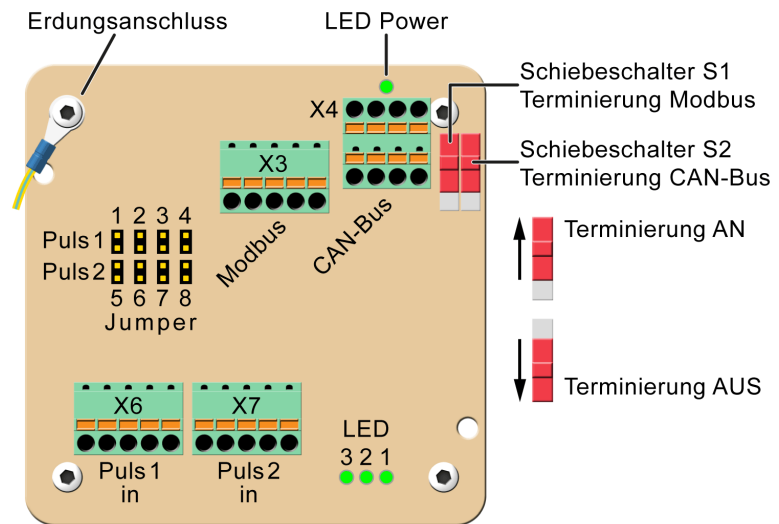 Erdungsanschluss
LED Power
Schiebeschalter S1
Terminierung Modbus
Schiebeschalter S2
Terminierung CAN-Bus
X4
X3
Modbus
CAN-Bus
Terminierung AN
1 2 3 4
Puls 1
Puls 2
5 6 7 8
Jumper
Terminierung AUS
X6
X7
Puls 1
in
Puls 2
in
LED
3 2 1